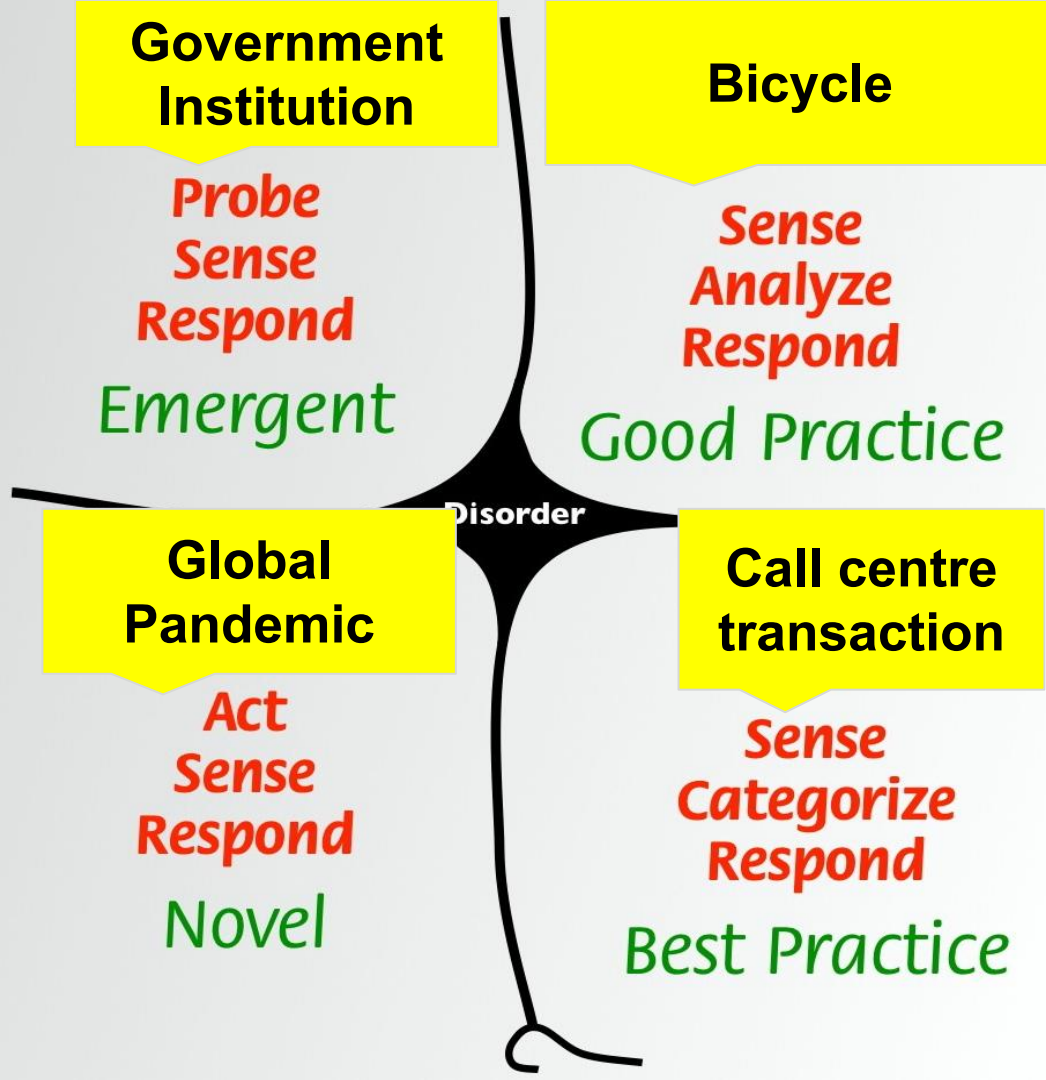 Government
Institution
Probe
Sense
Respond
Emergent
Bicycle
Sense
Analyze
Respond
Good Practice
Disorder
Global
Pandemic
Act
Sense
Respond
Novel
Call centre
transaction
Sense
Categorize
Respond
Best Practice